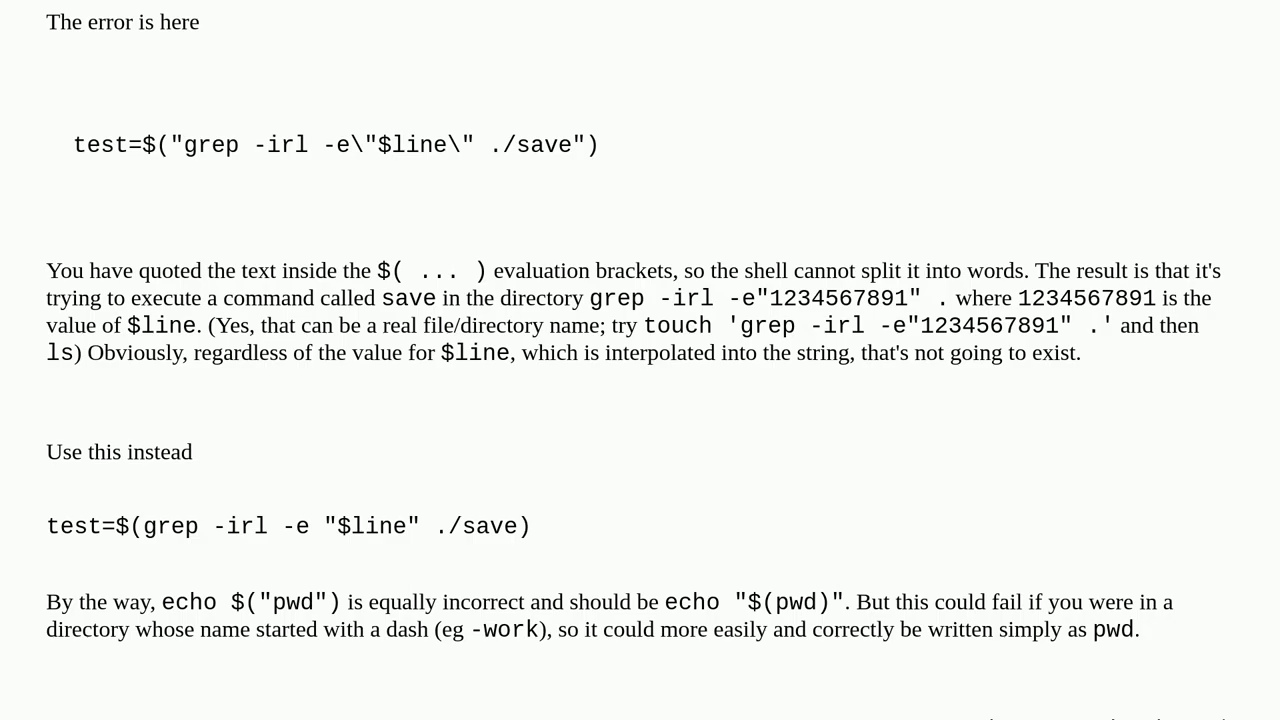 The error is here
test=$("grep -irl -e\"$line\" ./save")
You have quoted the text inside the $( ... ) evaluation brackets, so the shell cannot split it into words. The result is that it's
trying to execute a command called save in the directory grep -irl -e"1234567891" . where 1234567891 is the
value of $line. (Yes, that can be a real file/directory name; try touch 'grep -irl -e"1234567891" .' and then
ls) Obviously, regardless of the value for $line, which is interpolated into the string, that's not going to exist.
Use this instead
test=$(grep -irl -e "$line" ./save)
By the way, echo $("pwd") is equally incorrect and should be echo "$(pwd)". But this could fail if you were in a
directory whose name started with a dash (eg -work), so it could more easily and correctly be written simply as pwd.